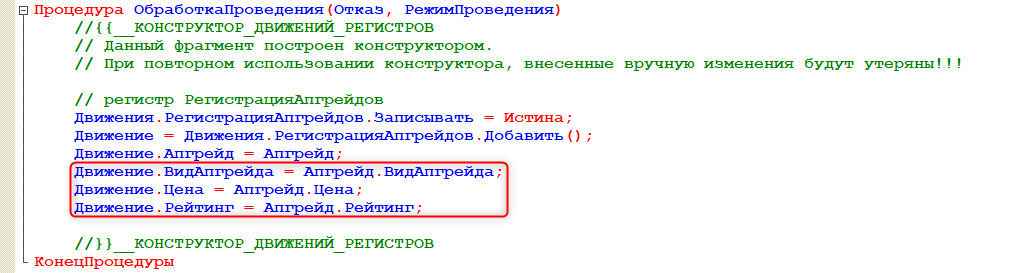 Процедура ОбработкаПроведения(Отказ, РежимПроведения)
//{{__КОНСТРУКТОР_ДВИЖЕНИЙ_РЕГИСТРОВ
// Данный фрагмент построен конструктором.
// При повторном использовании конструктора, внесенные вручную изменения будут утеряны!!!
// регистр РегистрацияАпгрейдов
Движения.РегистрацияАпгрейдов.Записывать = Истина;
Движение = Движения.РегистрацияАпгрейдов.Добавить();
Движение.Апгрейд = Апгрейд;
Движение.ВидАпгрейда = Апгрейд.ВидАпгрейда;
Движение.Цена = Апгрейд.Цена;
Движение.Рейтинг = Апгрейд.Рейтинг;
//}}__КОНСТРУКТОР_ДВИЖЕНИЙ_РЕГИСТРОВ
КонецПроцедуры